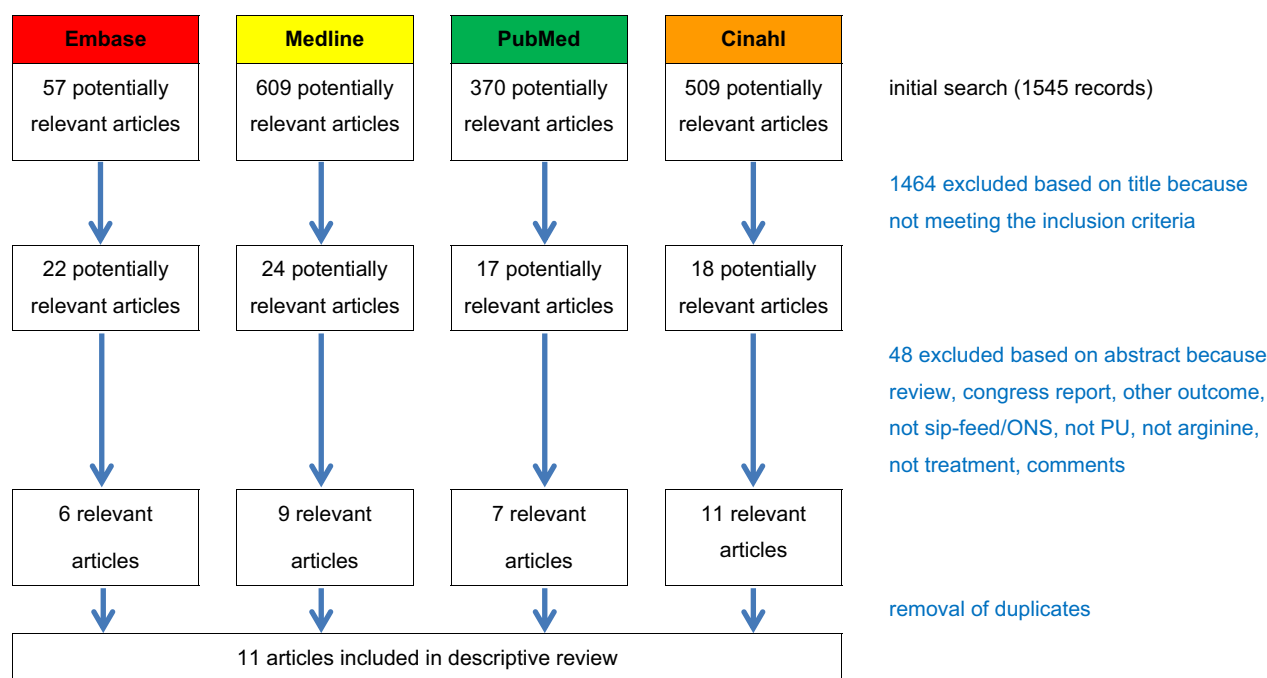 Embase
Medline
PubMed
Cinahl
57 potentially
relevant articles
609 potentially
relevant articles
370 potentially
relevant articles
509 potentially
relevant articles
initial search (1545 records)
1464 excluded based on title because
not meeting the inclusion criteria
22 potentially
relevant articles
24 potentially
relevant articles
17 potentially
relevant articles
18 potentially
relevant articles
48 excluded based on abstract because
review, congress report, other outcome,
not sip-feed/ONS, not PU, not arginine,
not treatment, comments
6 relevant
articles
9 relevant
articles
7 relevant
articles
11 relevant
articles
removal of duplicates
11 articles included in descriptive review